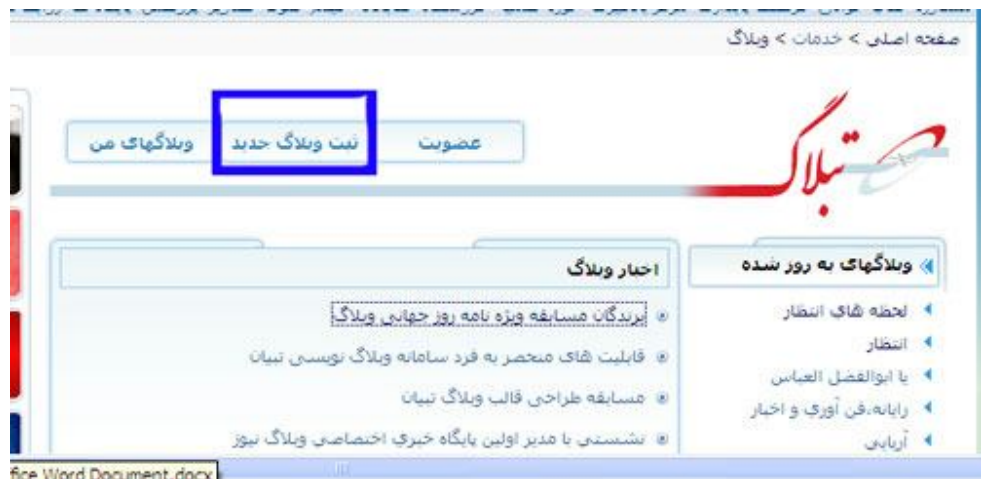 صفحه اصلی > خدمات > وبلاگ
تبلاگ
عضویت
ثبت وبلاگ جدید
وبلاگهای من
وبلاگهای به روز شده
لحظه های انتظار
انتظار
یا ابوالفضل العباس
رایانه،فن آوری و اخبار
آریایی
اخبار وبلاگ
برندگان مسابقه ویژه نامه روز جهانی وبلاگ
قابلیت های منحصر به فرد سامانه وبلاگ نویسی تبیان
مسابقه طراحی قالب وبلاگ تبیان
نشستی با مدیر اولین پایگاه خبری اختصاصی وبلاگ نیوز
fice Word Document.docx